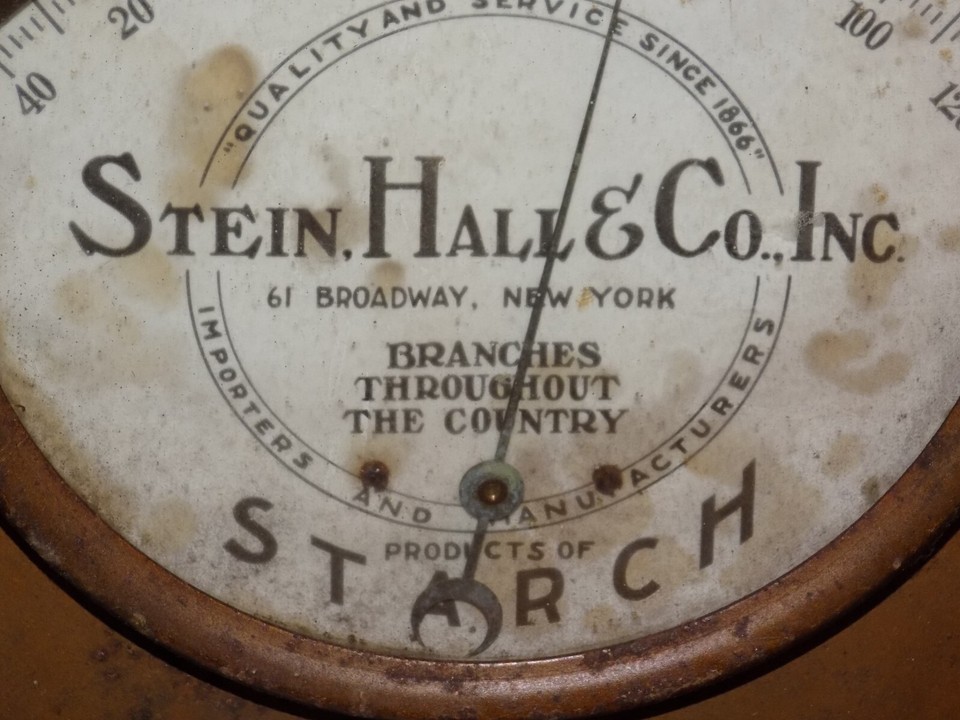 20
40
100
"QUALITY AND SERVICE SINCE 1866"
STEIN, HALL & CO., INC.
61 BROADWAY, NEW YORK
BRANCHES
THROUGHOUT
THE COUNTRY
IMPORTERS AND MANUFACTURERS
PRODUCTS OF
STARCH